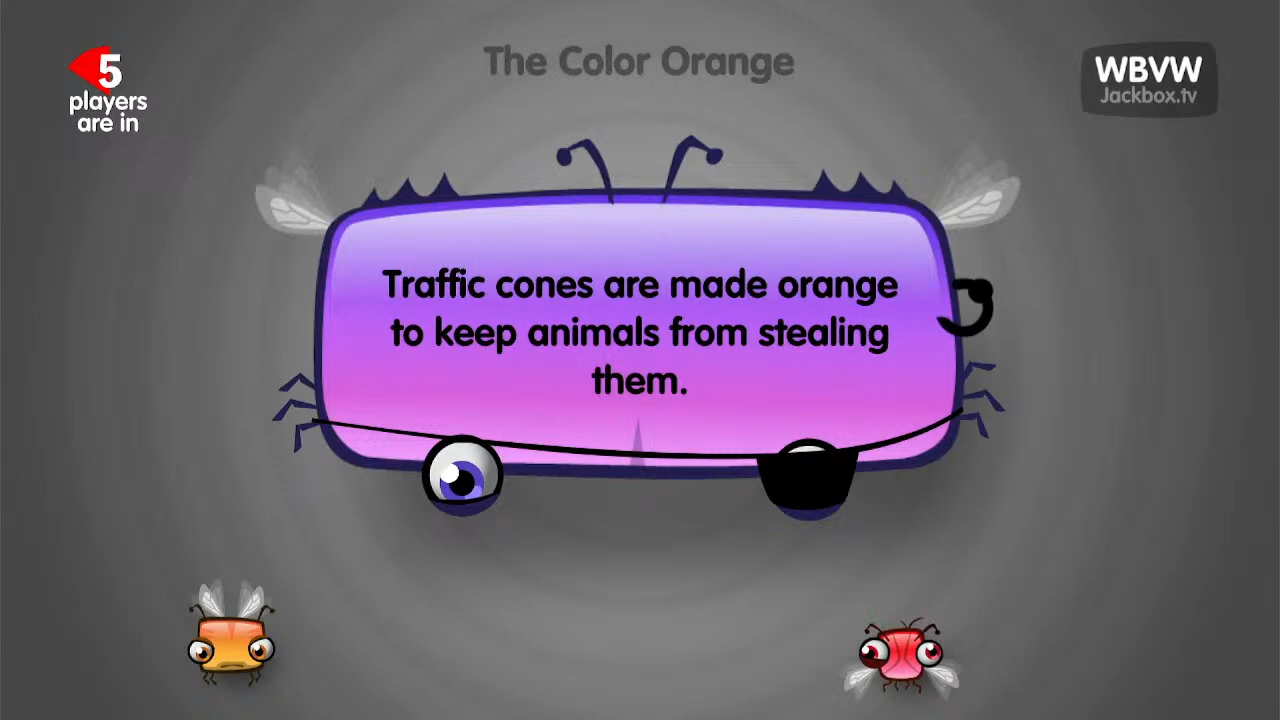 The Color Orange
5
players
are in
WBVW
Jackbox.tv
Traffic cones are made orange
to keep animals from stealing
them.